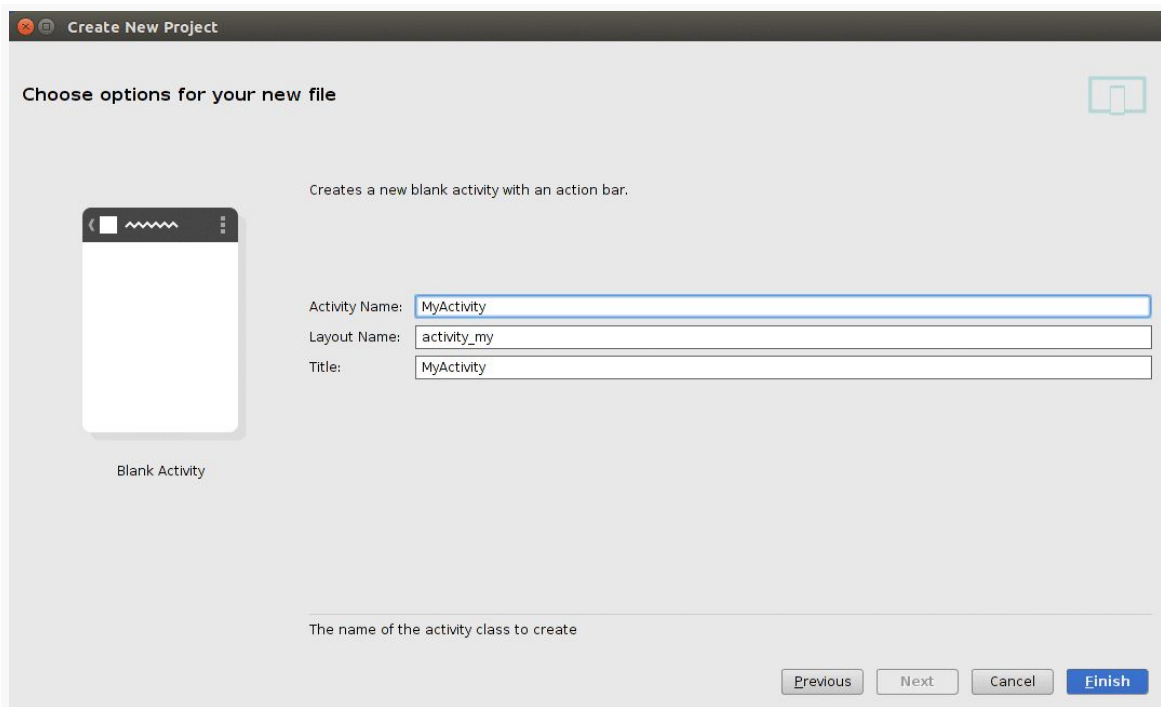 Create New Project
Choose options for your new file
Creates a new blank activity with an action bar.
Activity Name: MyActivity
Layout Name: activity_my
Title: MyActivity
Blank Activity
The name of the activity class to create
Previous Next Cancel Finish